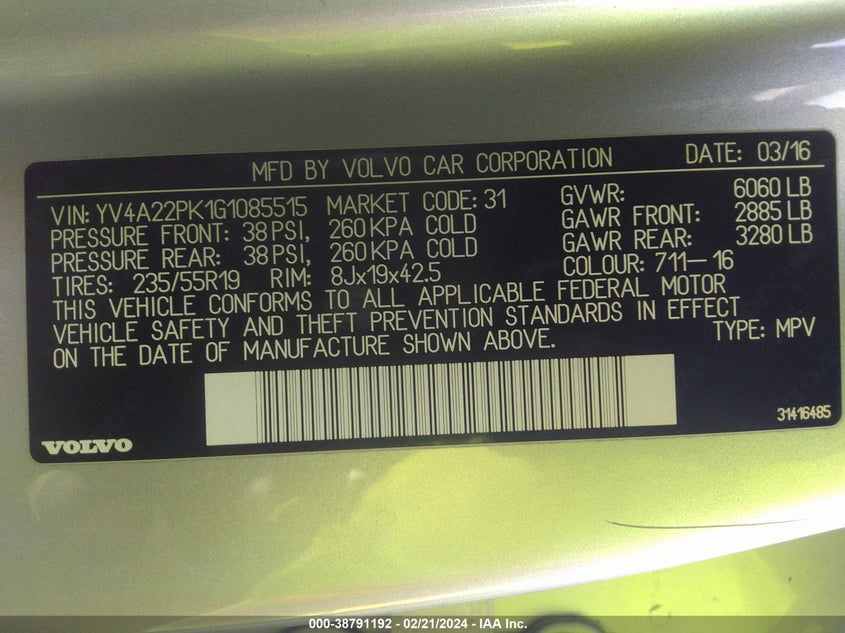 MFD BY VOLVO CAR CORPORATION DATE: 03/16
VIN: YV4A22PK1G1085515 MARKET CODE: 31 GVWR: 6060 LB
PRESSURE FRONT: 38 PSI, 260 KPA COLD GAWR FRONT: 2885 LB
PRESSURE REAR: 38 PSI, 260 KPA COLD GAWR REAR: 3280 LB
TIRES: 235/55R19 RIM: 8Jx19x42.5 COLOUR: 711-16
THIS VEHICLE CONFORMS TO ALL APPLICABLE FEDERAL MOTOR
VEHICLE SAFETY AND THEFT PREVENTION STANDARDS IN EFFECT
ON THE DATE OF MANUFACTURE SHOWN ABOVE. TYPE: MPV
31416485
VOLVO
000-38791192 - 02/21/2024 - IAA Inc.